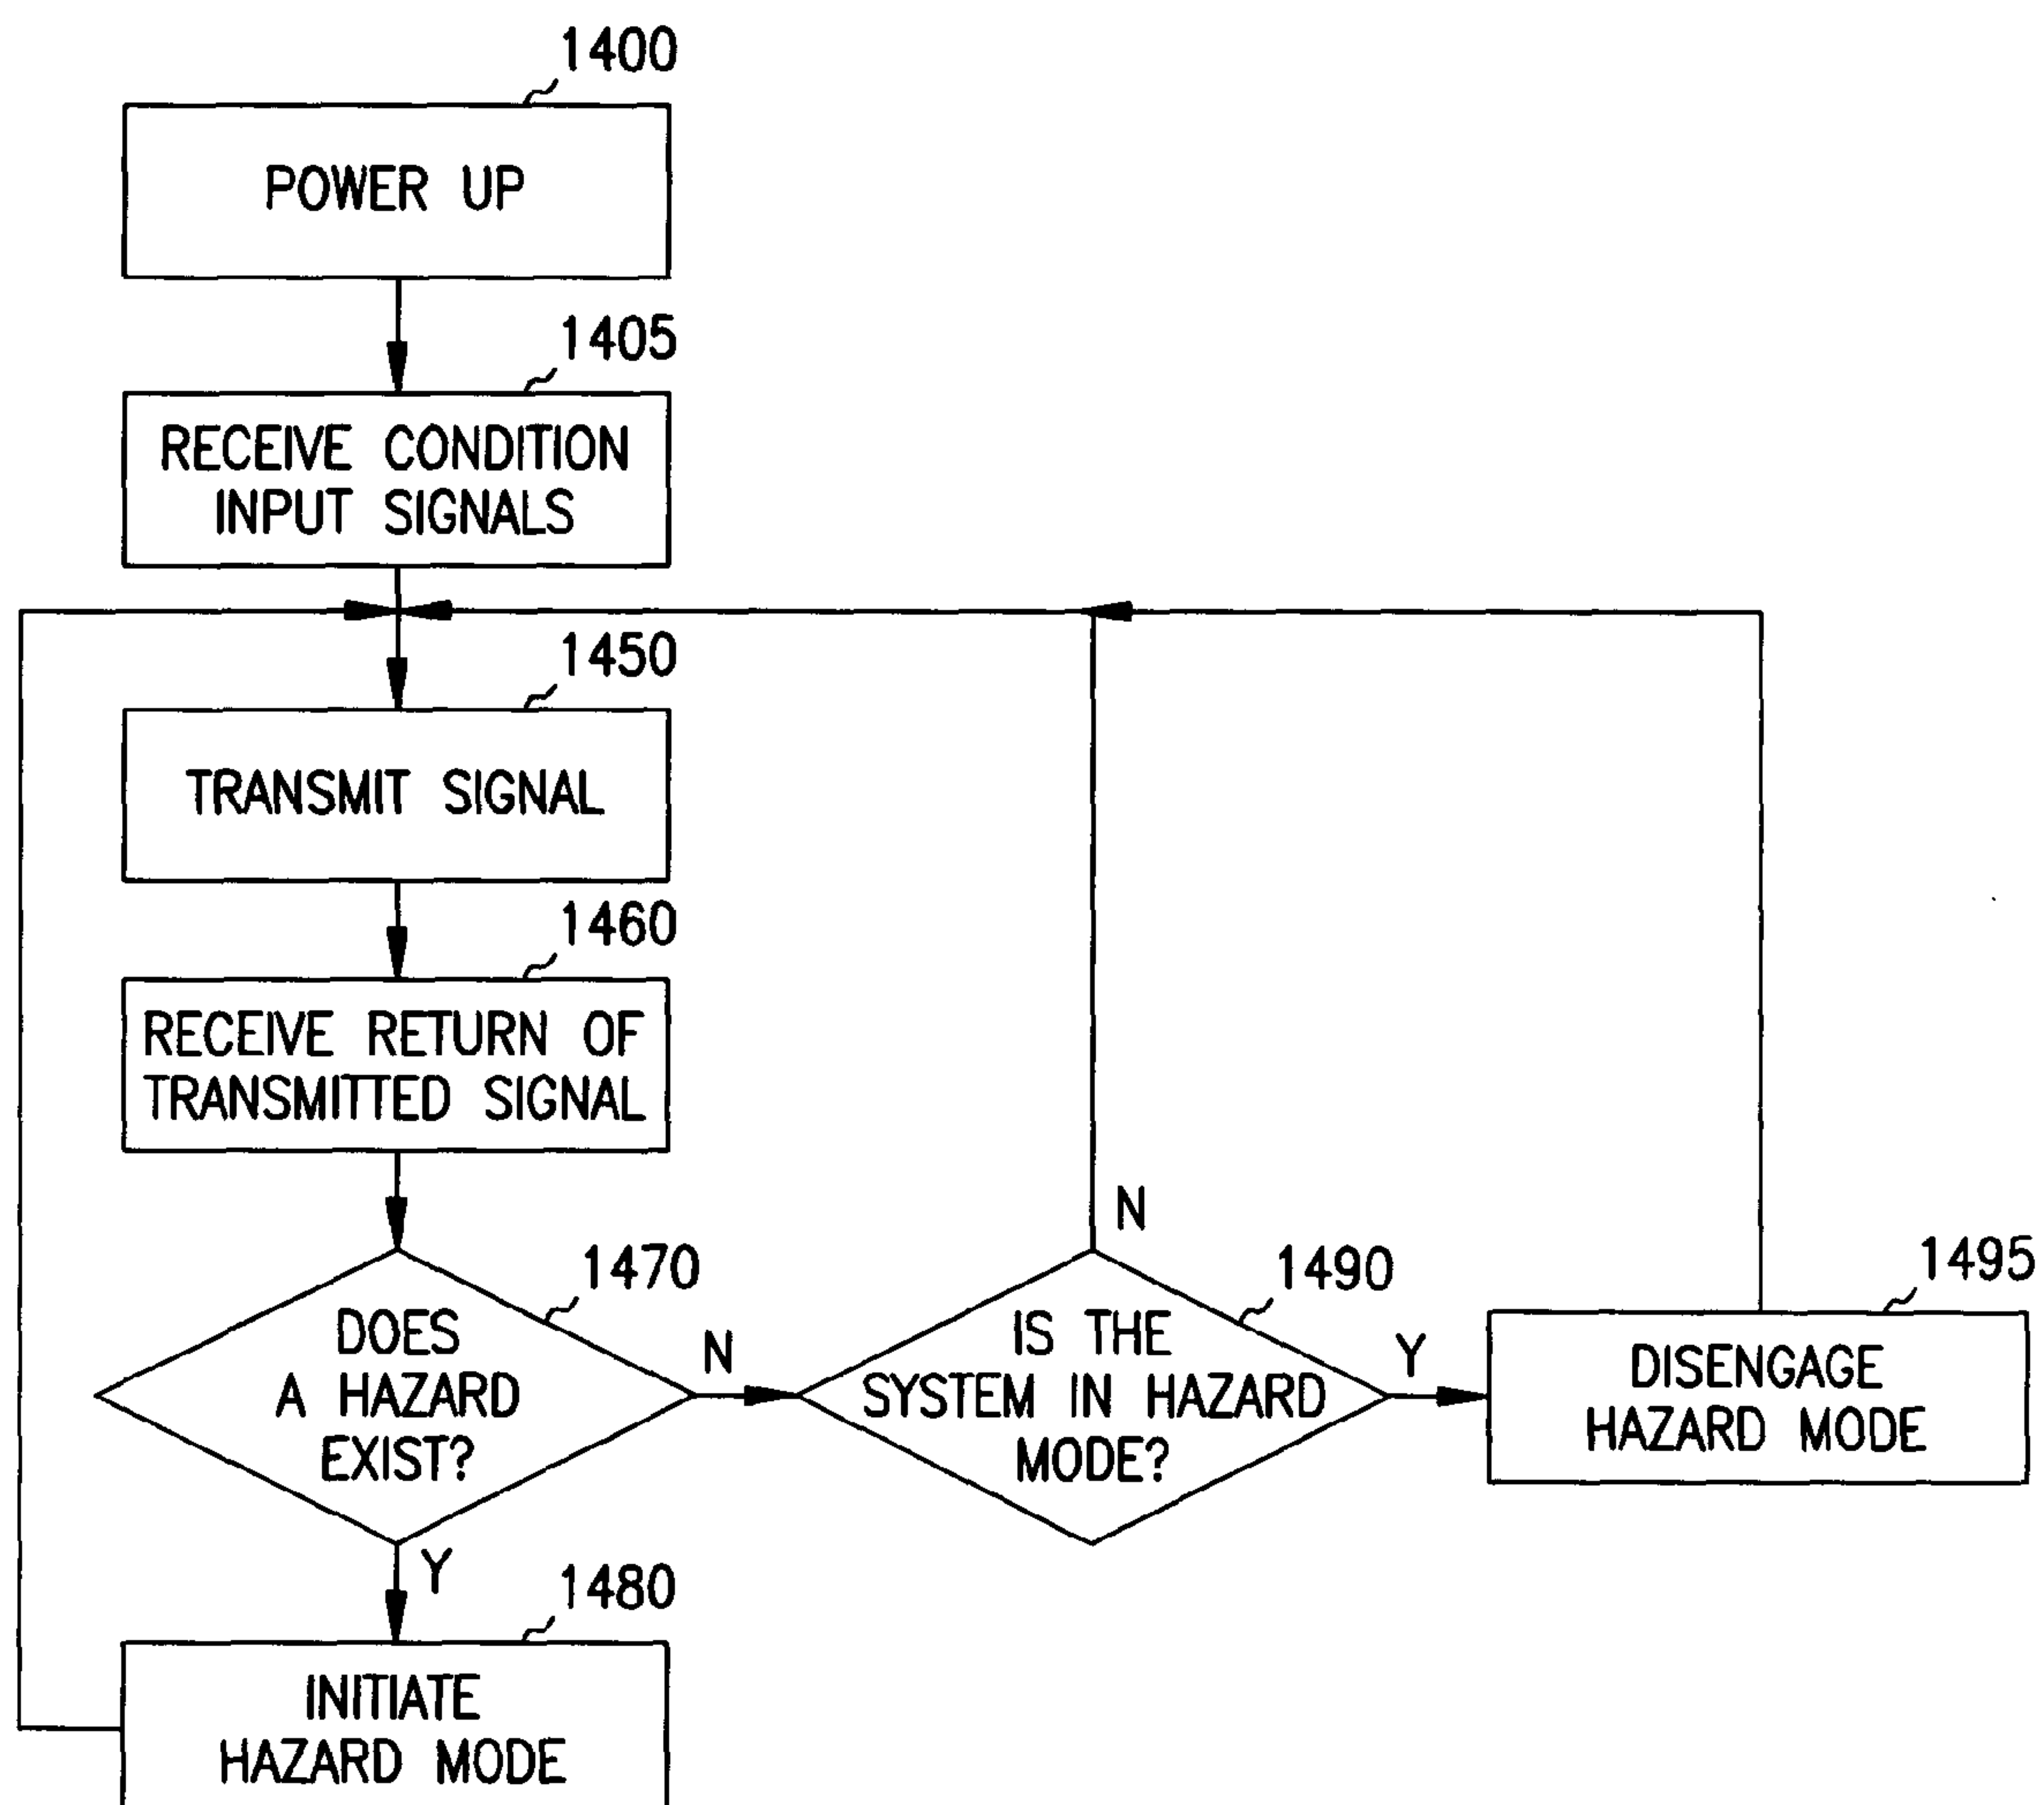 1400
POWER UP
1405
RECEIVE CONDITION
INPUT SIGNALS
1450
TRANSMIT SIGNAL
1460
RECEIVE RETURN OF
TRANSMITTED SIGNAL
N
1470
DOES
A HAZARD
EXIST?
N
1490
IS THE
SYSTEM IN HAZARD
MODE?
Y
1495
DISENGAGE
HAZARD MODE
Y
1480
INITIATE
HAZARD MODE